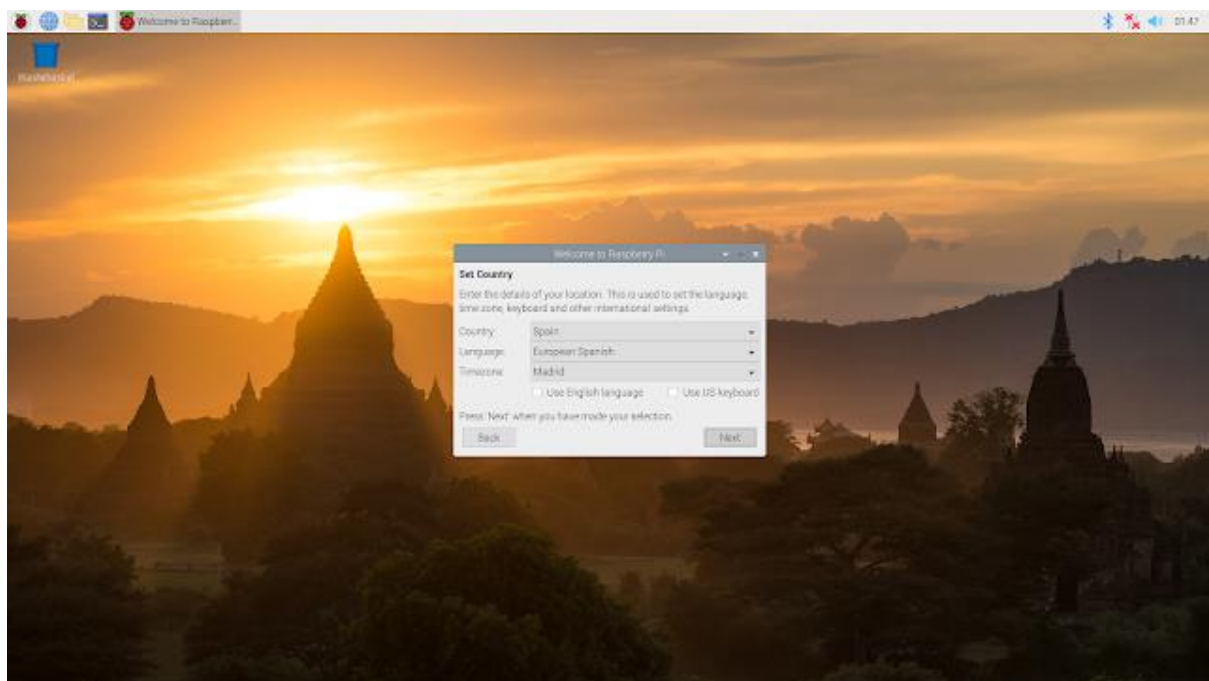 Welcome to Raspberr...
01:47
Wastebasket
Welcome to Raspberry Pi
Set Country
Enter the details of your location. This is used to set the language,
time zone, keyboard and other international settings.
Country:
Spain
Language:
European Spanish
Timezone:
Madrid
Use English language
Use US keyboard
Press 'Next' when you have made your selection.
Back
Next